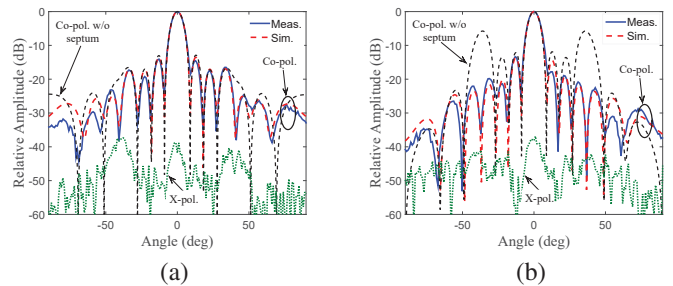 Co-pol. w/o
septum
Meas.
Sim.
Co-pol.
X-pol.
0
-10
-20
-30
-40
-50
-60
Relative Amplitude (dB)
-50
0
50
Angle (deg)
(a)
Co-pol. w/o
septum
Meas.
Sim.
Co-pol.
X-pol.
0
-10
-20
-30
-40
-50
-60
Relative Amplitude (dB)
-50
0
50
Angle (deg)
(b)